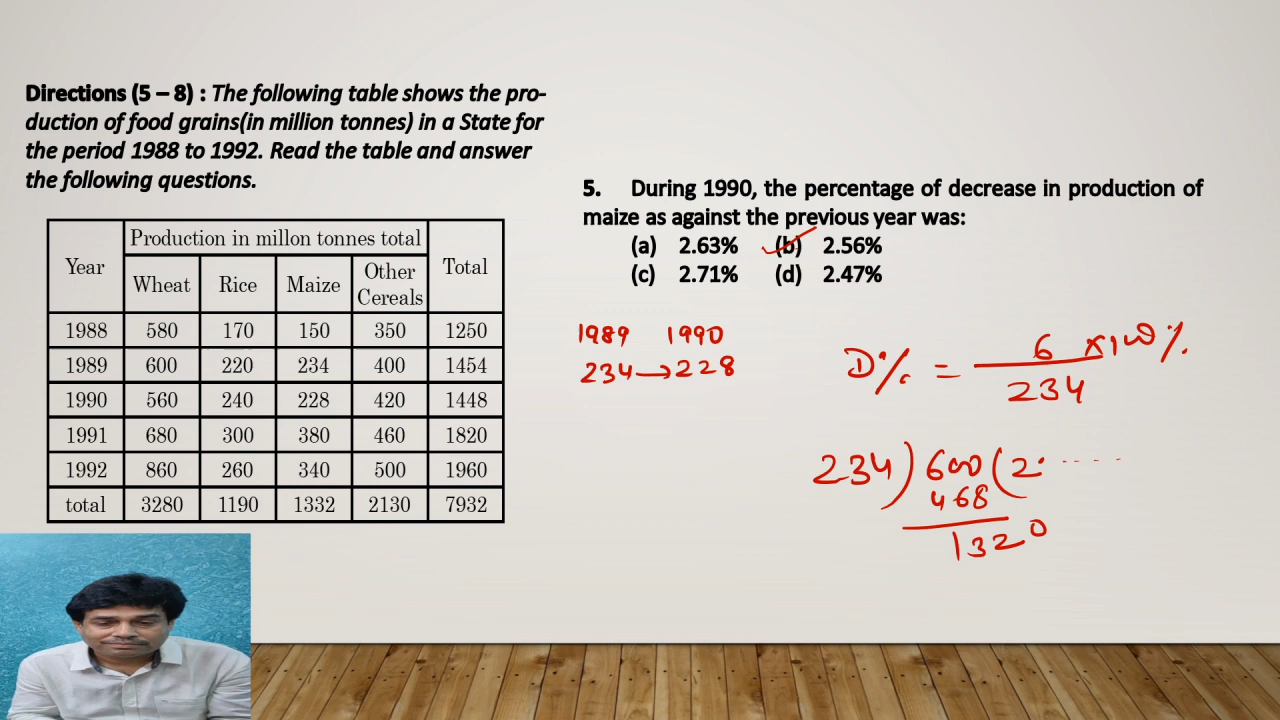 Directions (5 – 8) : The following table shows the pro-
duction of food grains(in million tonnes) in a State for
the period 1988 to 1992. Read the table and answer
the following questions.
Year Production in millon tonnes total Total
Wheat Rice Maize Other Cereals
1988 580 170 150 350 1250
1989 600 220 234 400 1454
1990 560 240 228 420 1448
1991 680 300 380 460 1820
1992 860 260 340 500 1960
total 3280 1190 1332 2130 7932
5. During 1990, the percentage of decrease in production of
maize as against the previous year was:
(a) 2.63% (b) 2.56%
(c) 2.71% (d) 2.47%
1989 1990
234→228
D% = 6 ×100%
234
234)600(2.
468
1320